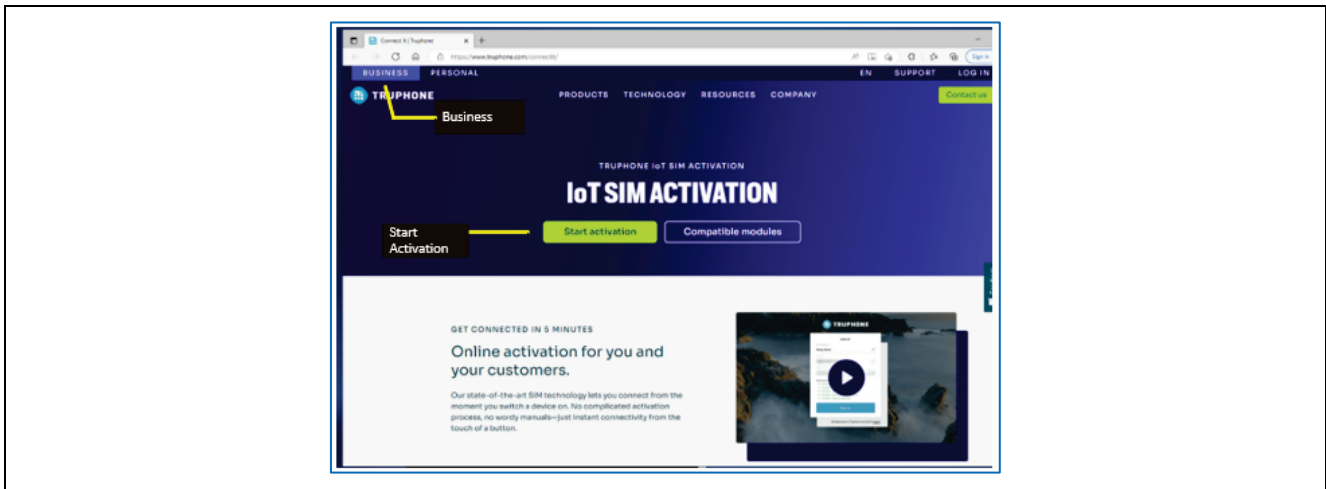 Connect It | Truphone
https://www.truphone.com/connectit/
Sign in
BUSINESS PERSONAL EN SUPPORT LOG IN
TRUPHONE PRODUCTS TECHNOLOGY RESOURCES COMPANY Contact us
Business
TRUPHONE IoT SIM ACTIVATION
IoT SIM ACTIVATION
Start
Activation
Start activation Compatible modules
GET CONNECTED IN 5 MINUTES
Online activation for you and
your customers.
Our state-of-the-art SIM technology lets you connect from the
moment you switch a device on. No complicated activation
process, no wordy manuals—just instant connectivity from the
touch of a button.
TRUPHONE